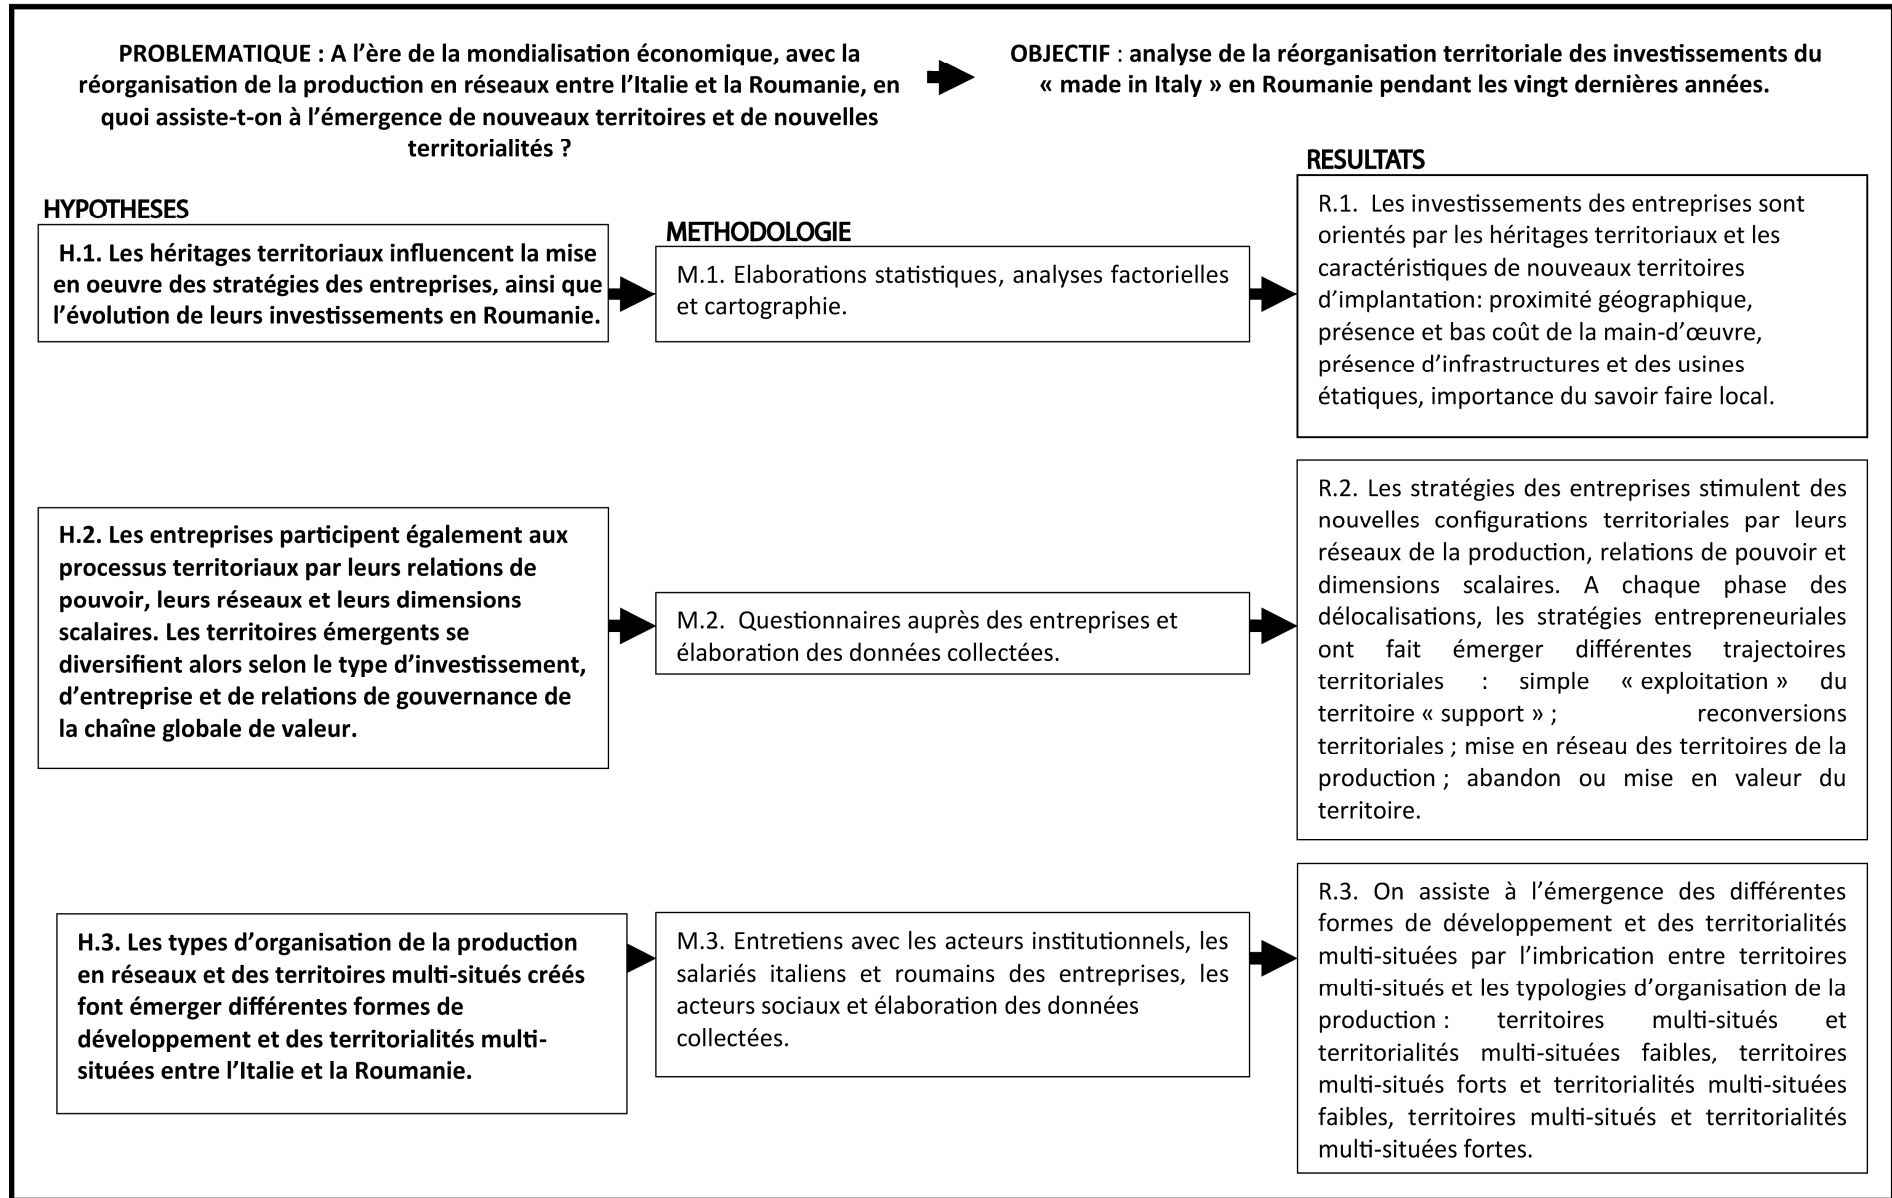 PROBLEMATIQUE : A l’ère de la mondialisation économique, avec la
réorganisation de la production en réseaux entre l’Italie et la Roumanie, en
quoi assiste-t-on à l’émergence de nouveaux territoires et de nouvelles
territorialités ?
OBJECTIF : analyse de la réorganisation territoriale des investissements du
« made in Italy » en Roumanie pendant les vingt dernières années.
HYPOTHESES
H.1. Les héritages territoriaux influencent la mise
en oeuvre des stratégies des entreprises, ainsi que
l’évolution de leurs investissements en Roumanie.
METHODOLOGIE
M.1. Elaborations statistiques, analyses factorielles
et cartographie.
RESULTATS
R.1. Les investissements des entreprises sont
orientés par les héritages territoriaux et les
caractéristiques de nouveaux territoires
d’implantation: proximité géographique,
présence et bas coût de la main-d’œuvre,
présence d’infrastructures et des usines
étatiques, importance du savoir faire local.
H.2. Les entreprises participent également aux
processus territoriaux par leurs relations de
pouvoir, leurs réseaux et leurs dimensions
scalaires. Les territoires émergents se
diversifient alors selon le type d’investissement,
d’entreprise et de relations de gouvernance de
la chaîne globale de valeur.
M.2. Questionnaires auprès des entreprises et
élaboration des données collectées.
R.2. Les stratégies des entreprises stimulent des
nouvelles configurations territoriales par leurs
réseaux de la production, relations de pouvoir et
dimensions scalaires. A chaque phase des
délocalisations, les stratégies entrepreneuriales
ont fait émerger différentes trajectoires
territoriales : simple « exploitation » du
territoire « support » ; reconversions
territoriales ; mise en réseau des territoires de la
production ; abandon ou mise en valeur du
territoire.
H.3. Les types d’organisation de la production
en réseaux et des territoires multi-situés créés
font émerger différentes formes de
développement et des territorialités multi-
situées entre l’Italie et la Roumanie.
M.3. Entretiens avec les acteurs institutionnels, les
salariés italiens et roumains des entreprises, les
acteurs sociaux et élaboration des données
collectées.
R.3. On assiste à l’émergence des différentes
formes de développement et des territorialités
multi-situées par l’imbrication entre territoires
multi-situés et les typologies d’organisation de la
production : territoires multi-situés et
territorialités multi-situées faibles, territoires
multi-situés forts et territorialités multi-situées
faibles, territoires multi-situés et territorialités
multi-situées fortes.